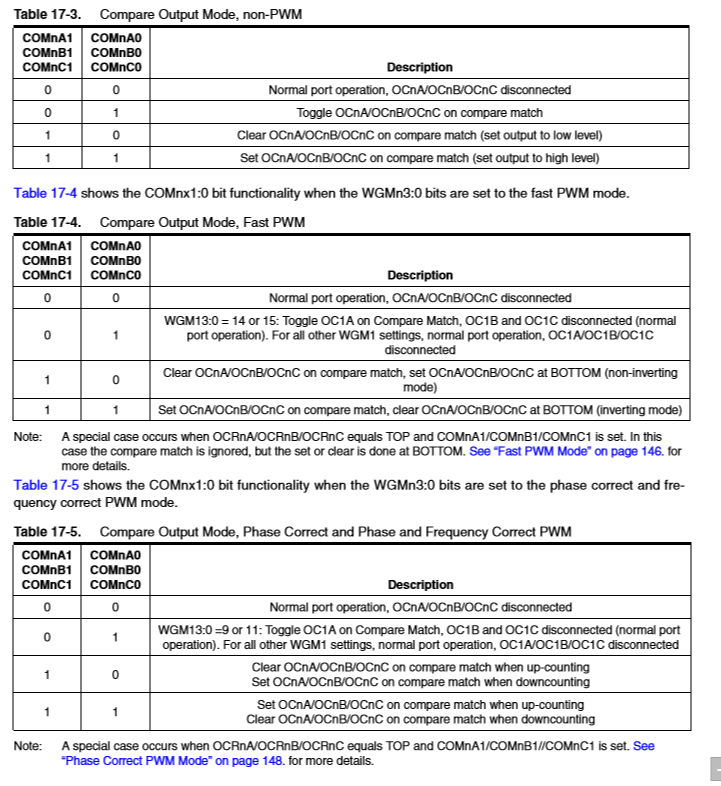 Table 17-3. Compare Output Mode, non-PWM
COMnA1 COMnA0
COMnB1 COMnB0
COMnC1 COMnC0 Description
0 0 Normal port operation, OCnA/OCnB/OCnC disconnected
0 1 Toggle OCnA/OCnB/OCnC on compare match
1 0 Clear OCnA/OCnB/OCnC on compare match (set output to low level)
1 1 Set OCnA/OCnB/OCnC on compare match (set output to high level)
Table 17-4 shows the COMnx1:0 bit functionality when the WGMn3:0 bits are set to the fast PWM mode.
Table 17-4. Compare Output Mode, Fast PWM
COMnA1 COMnA0
COMnB1 COMnB0
COMnC1 COMnC0 Description
0 0 Normal port operation, OCnA/OCnB/OCnC disconnected
WGM13:0 = 14 or 15: Toggle OC1A on Compare Match, OC1B and OC1C disconnected (normal
0 1 port operation). For all other WGM1 settings, normal port operation, OC1A/OC1B/OC1C
disconnected
1 0 Clear OCnA/OCnB/OCnC on compare match, set OCnA/OCnB/OCnC at BOTTOM (non-inverting
mode)
1 1 Set OCnA/OCnB/OCnC on compare match, clear OCnA/OCnB/OCnC at BOTTOM (inverting mode)
Note: A special case occurs when OCRnA/OCRnB/OCRnC equals TOP and COMnA1/COMnB1/COMnC1 is set. In this
case the compare match is ignored, but the set or clear is done at BOTTOM. See "Fast PWM Mode" on page 146. for
more details.
Table 17-5 shows the COMnx1:0 bit functionality when the WGMn3:0 bits are set to the phase correct and fre-
quency correct PWM mode.
Table 17-5. Compare Output Mode, Phase Correct and Phase and Frequency Correct PWM
COMnA1 COMnA0
COMnB1 COMnB0
COMnC1 COMnC0 Description
0 0 Normal port operation, OCnA/OCnB/OCnC disconnected
0 1 WGM13:0 =9 or 11: Toggle OC1A on Compare Match, OC1B and OC1C disconnected (normal port
operation). For all other WGM1 settings, normal port operation, OC1A/OC1B/OC1C disconnected
1 0 Clear OCnA/OCnB/OCnC on compare match when up-counting
Set OCnA/OCnB/OCnC on compare match when downcounting
1 1 Set OCnA/OCnB/OCnC on compare match when up-counting
Clear OCnA/OCnB/OCnC on compare match when downcounting
Note: A special case occurs when OCRnA/OCRnB/OCRnC equals TOP and COMnA1/COMnB1//COMnC1 is set. See
"Phase Correct PWM Mode" on page 148. for more details.